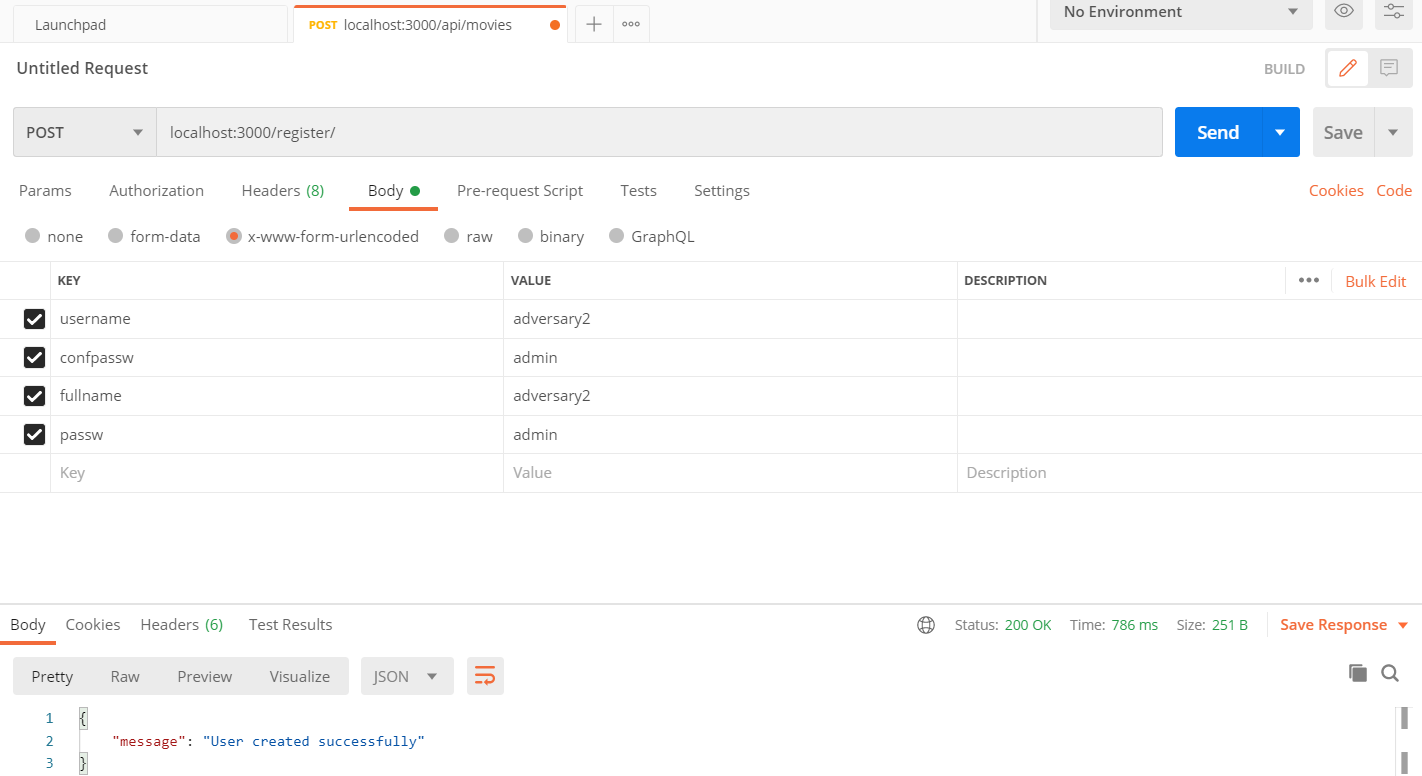 Launchpad POST localhost:3000/api/movies No Environment
Untitled Request BUILD
POST localhost:3000/register/ Send Save
Params Authorization Headers (8) Body Pre-request Script Tests Settings Cookies Code
none form-data x-www-form-urlencoded raw binary GraphQL
KEY VALUE DESCRIPTION Bulk Edit
username adversary2
confpassw admin
fullname adversary2
passw admin
Key Value Description
Body Cookies Headers (6) Test Results Status: 200 OK Time: 786 ms Size: 251 B Save Response
Pretty Raw Preview Visualize JSON
1 {
2 "message": "User created successfully"
3 }